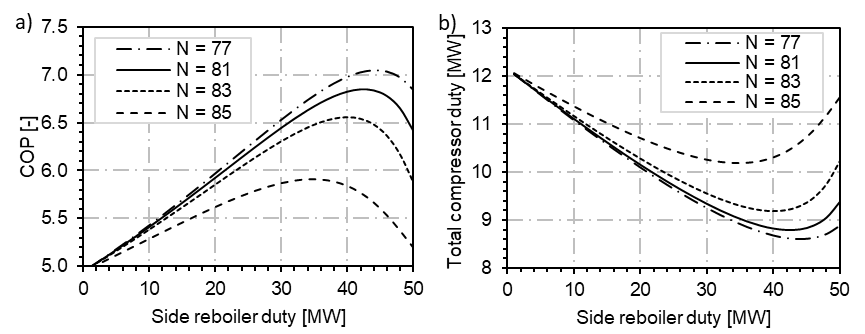 a)
COP [-]
7.5
7.0
6.5
6.0
5.5
5.0
N = 77
N = 81
N = 83
N = 85
0 10 20 30 40 50
Side reboiler duty [MW]
b)
Total compressor duty [MW]
13
12
11
10
9
8
N = 77
N = 81
N = 83
N = 85
0 10 20 30 40 50
Side reboiler duty [MW]